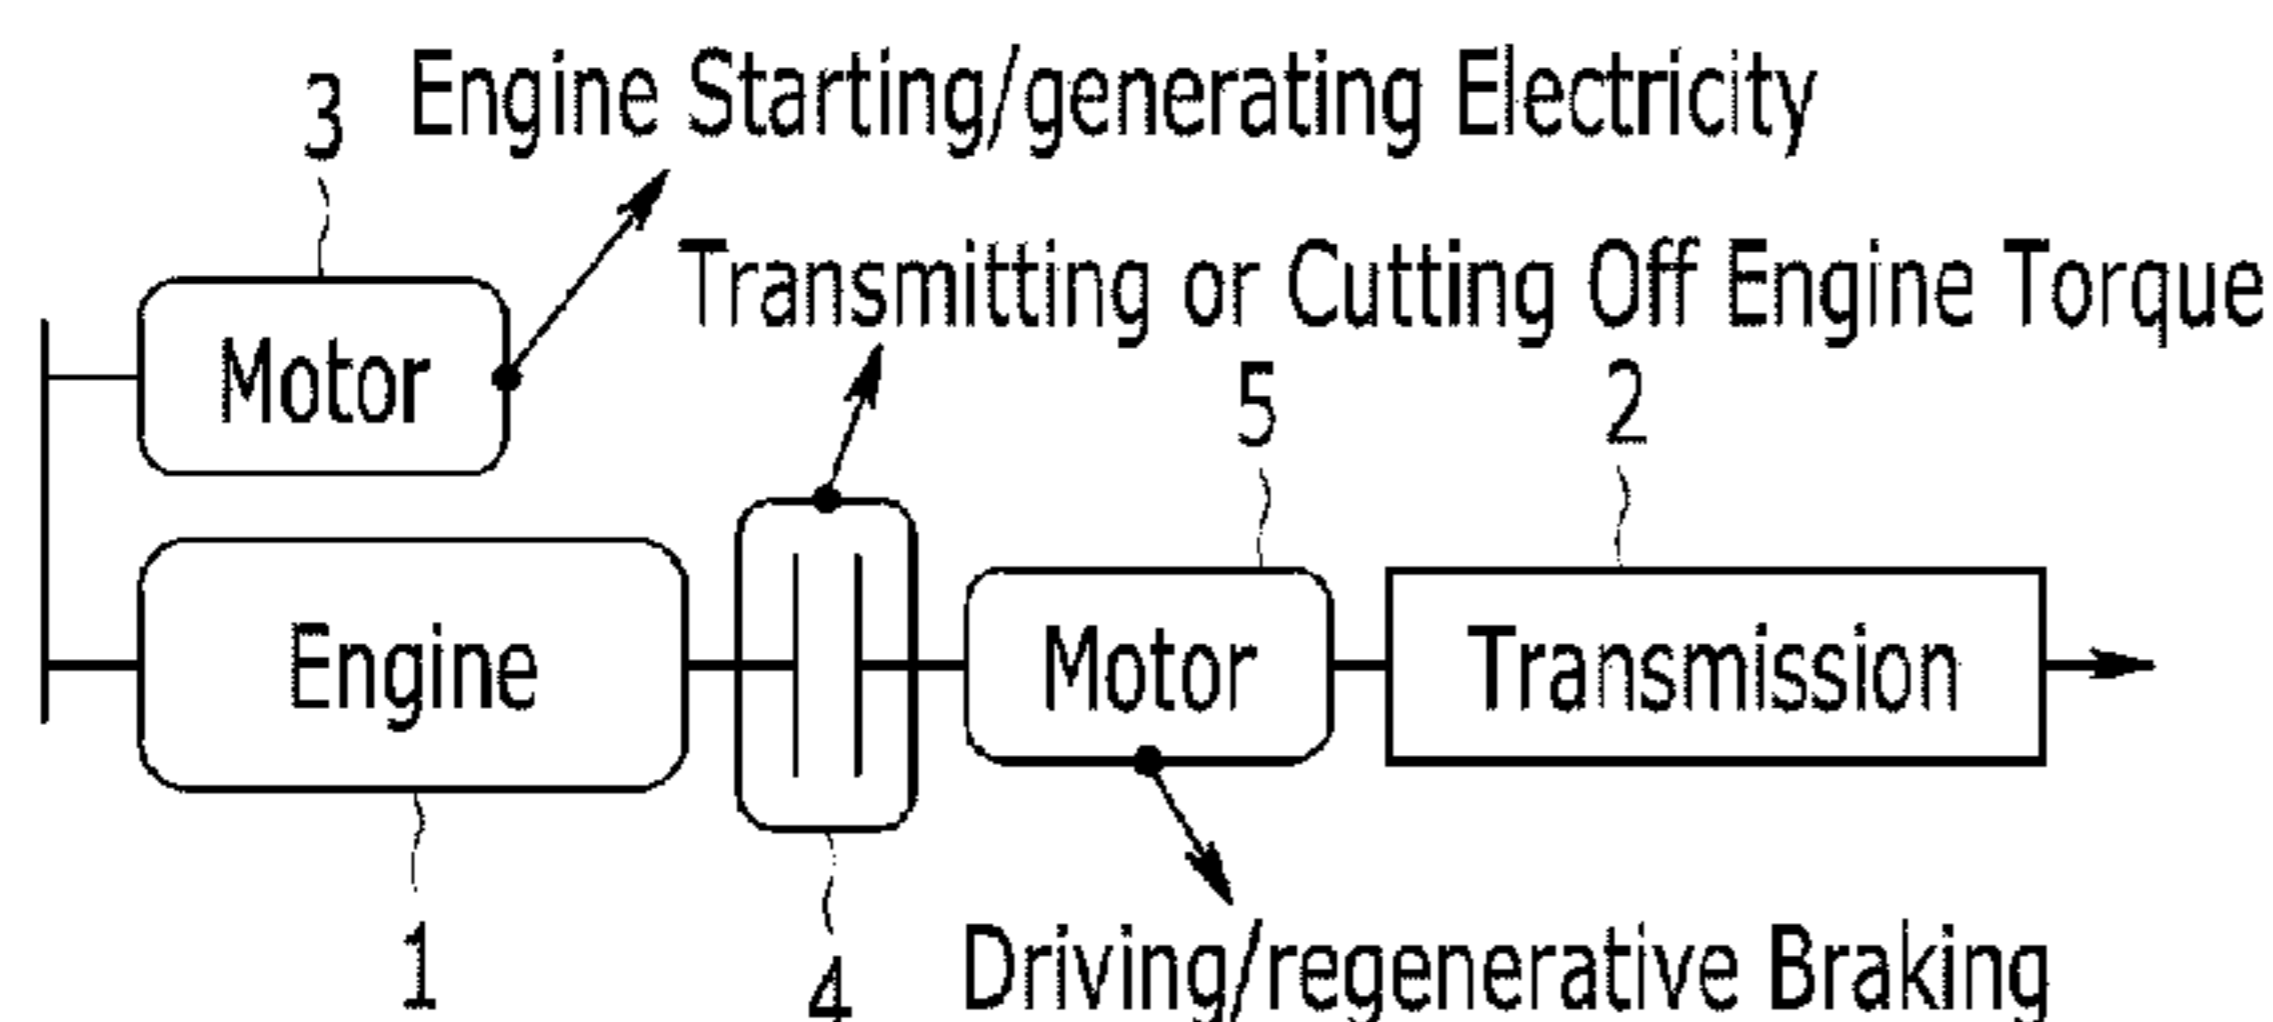 3 Engine Starting/generating Electricity
Transmitting or Cutting Off Engine Torque
Motor
5 2
Engine
Motor
Transmission
1
4
Driving/regenerative Braking